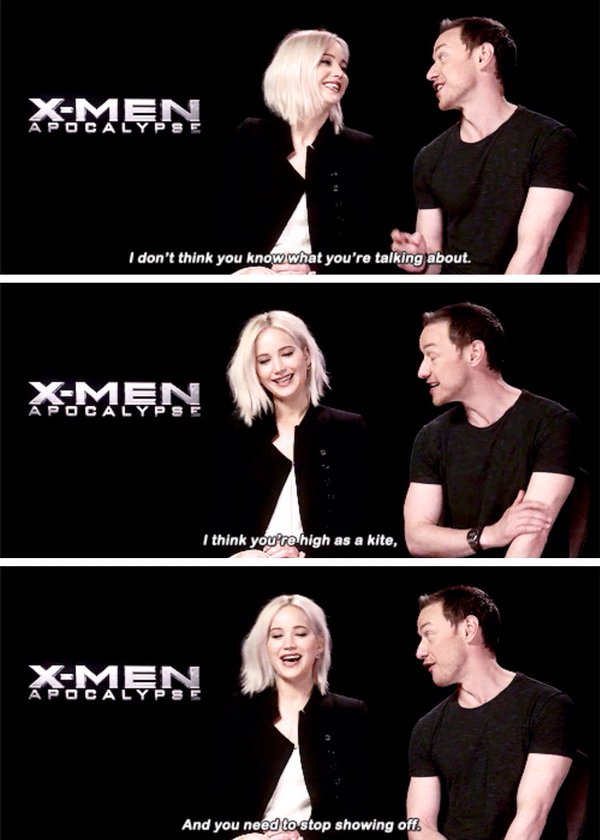 X-MEN
APOCALYPSE
I don't think you know what you're talking about.
X-MEN
APOCALYPSE
I think you're high as a kite,
X-MEN
APOCALYPSE
And you need to stop showing off.